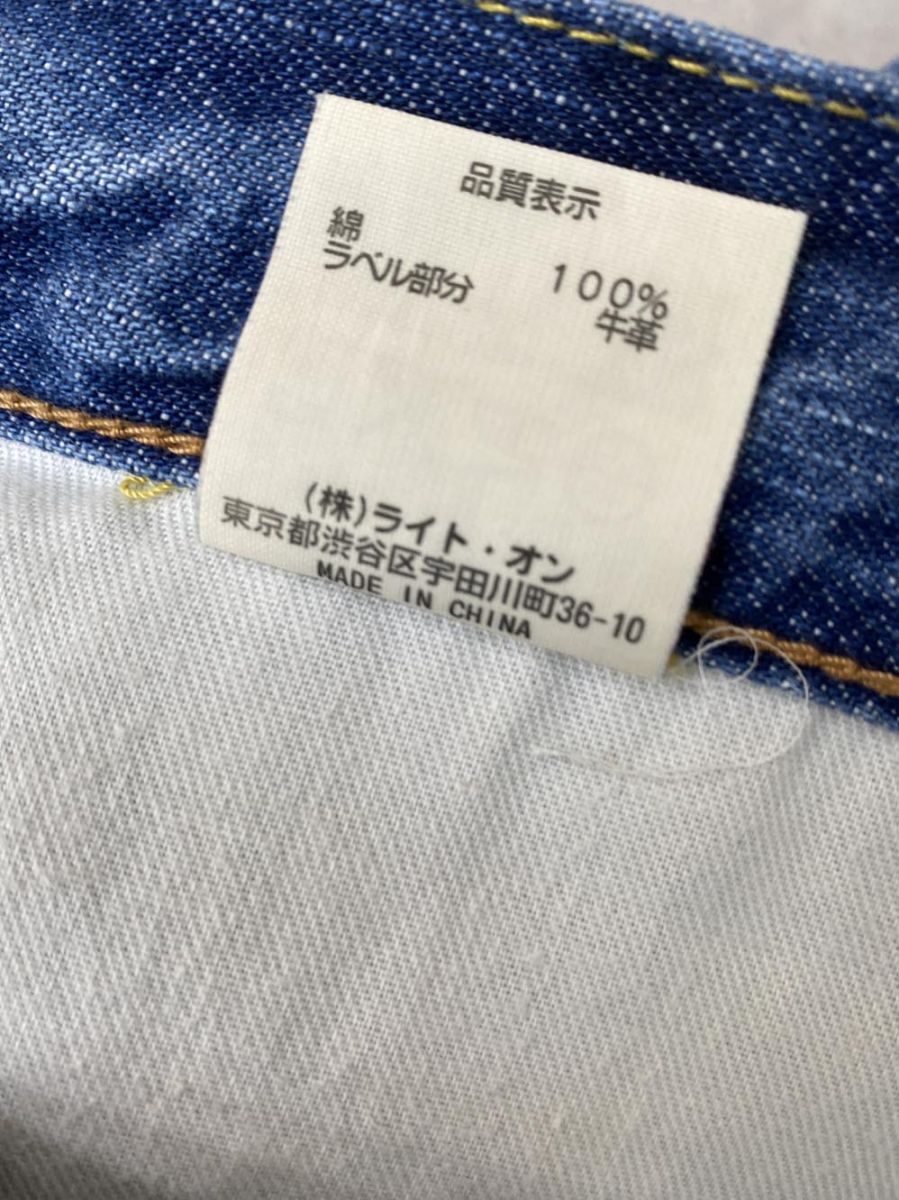 品質表示
綿 100%
ラベル部分 牛革
(株)ライト・オン
東京都渋谷区宇田川町36-10
MADE IN CHINA